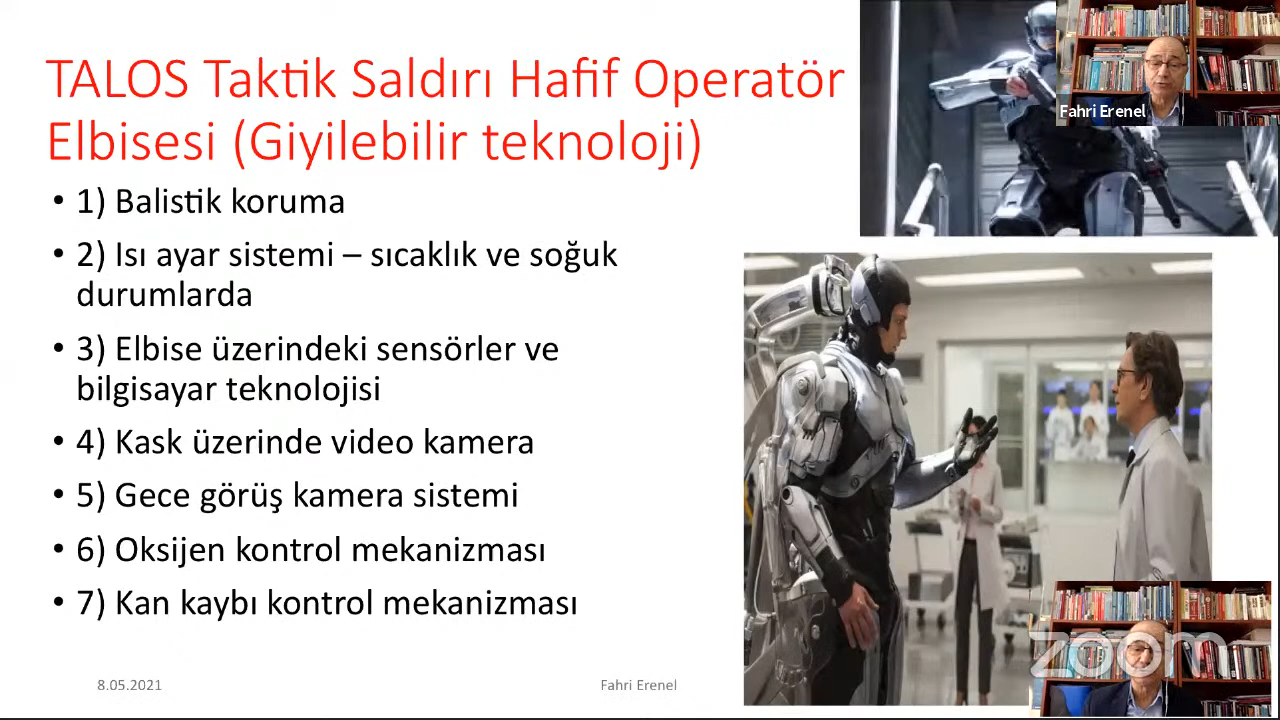 TALOS Taktik Saldırı Hafif Operatör
Elbisesi (Giyilebilir teknoloji)
• 1) Balistik koruma
• 2) Isı ayar sistemi – sıcaklık ve soğuk
durumlarda
• 3) Elbise üzerindeki sensörler ve
bilgisayar teknolojisi
• 4) Kask üzerinde video kamera
• 5) Gece görüş kamera sistemi
• 6) Oksijen kontrol mekanizması
• 7) Kan kaybı kontrol mekanizması
8.05.2021
Fahri Erenel
Fahri Erenel
zoom